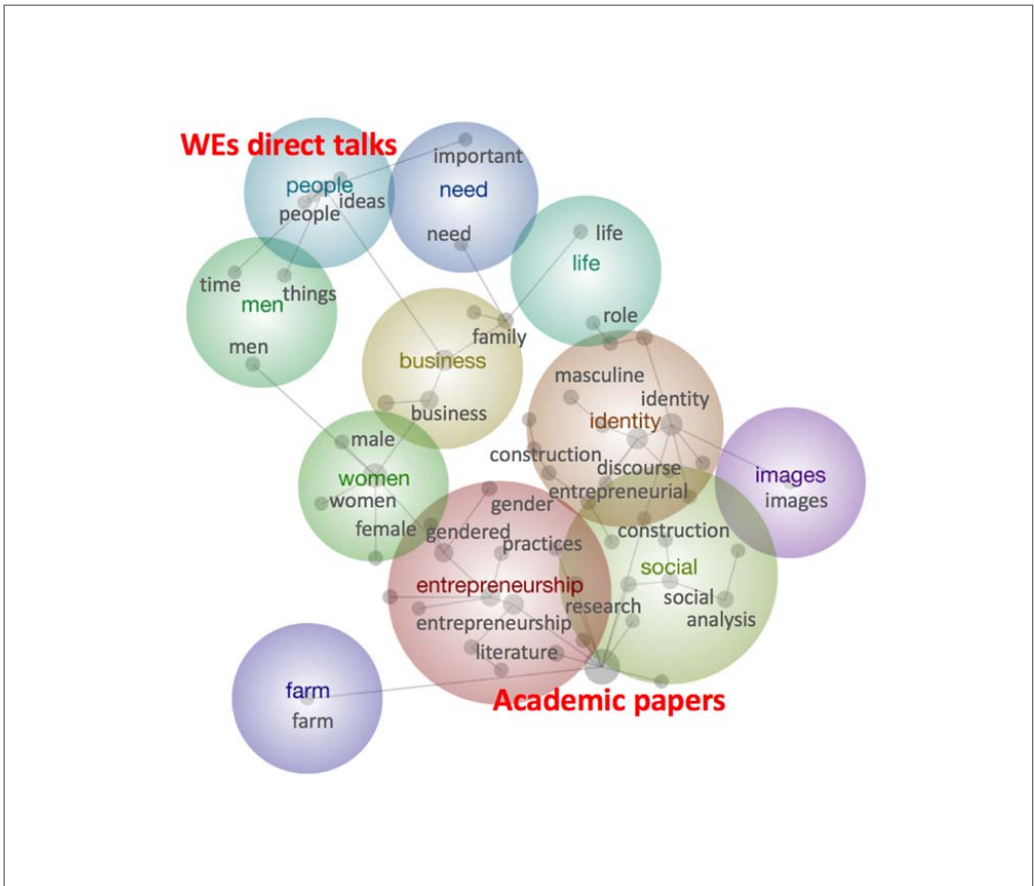 WEs direct talks
important
people
need
ideas
people
need
life
life
time
things
men
role
family
men
business
masculine
identity
business
identity
male
construction
discourse
women
images
women
entrepreneurial
images
gender
female
gendered
construction
practices
social
entrepreneurship
social
research
entrepreneurship
analysis
literature
farm
Academic papers
farm